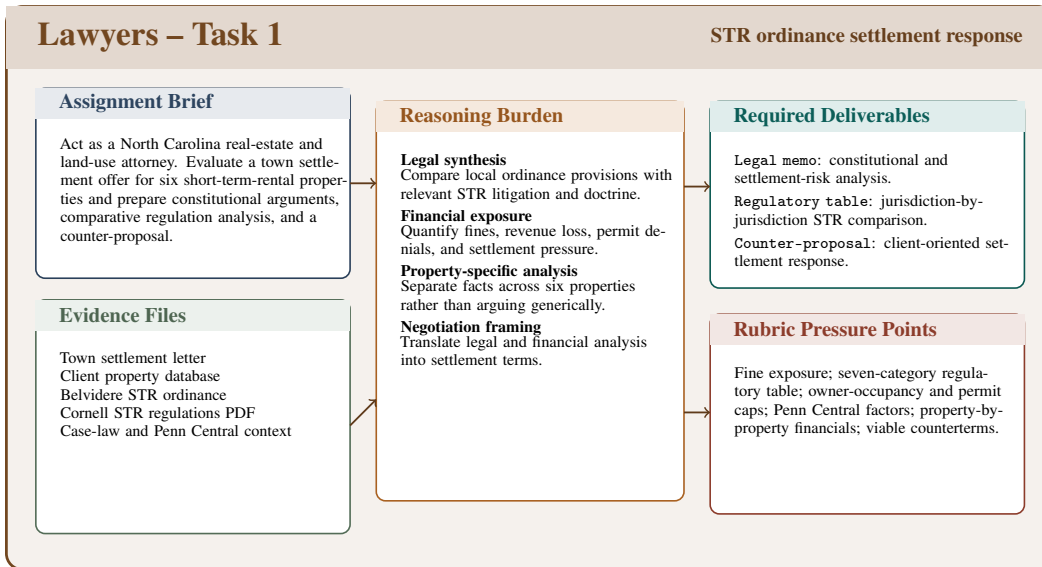 Lawyers – Task 1
STR ordinance settlement response
Assignment Brief
Act as a North Carolina real-estate and
land-use attorney. Evaluate a town settle-
ment offer for six short-term-rental proper-
ties and prepare constitutional arguments,
comparative regulation analysis, and a
counter-proposal.
Evidence Files
Town settlement letter
Client property database
Belvidere STR ordinance
Cornell STR regulations PDF
Case-law and Penn Central context
Reasoning Burden
Legal synthesis
Compare local ordinance provisions with
relevant STR litigation and doctrine.
Financial exposure
Quantify fines, revenue loss, permit de-
nials, and settlement pressure.
Property-specific analysis
Separate facts across six properties
rather than arguing generically.
Negotiation framing
Translate legal and financial analysis
into settlement terms.
Required Deliverables
Legal memo: constitutional and
settlement-risk analysis.
Regulatory table: jurisdiction-by-
jurisdiction STR comparison.
Counter-proposal: client-oriented set-
tlement response.
Rubric Pressure Points
Fine exposure; seven-category regula-
tory table; owner-occupancy and permit
caps; Penn Central factors; property-by-
property financials; viable counterterms.